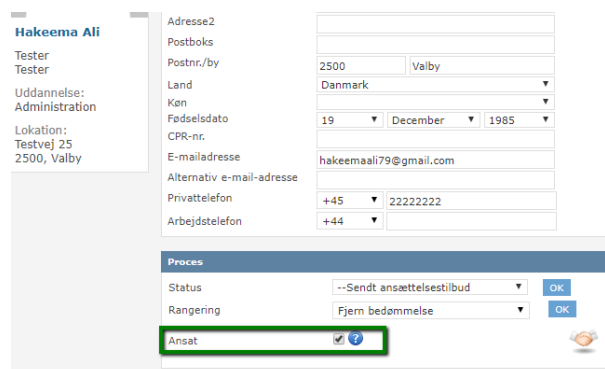 Hakeema Ali
Tester
Tester
Uddannelse:
Administration
Lokation:
Testvej 25
2500, Valby
Adresse2
Postboks
Postnr./by 2500 Valby
Land Danmark
Køn
Fødselsdato 19 December 1985
CPR-nr.
E-mailadresse hakeemaali79@gmail.com
Alternativ e-mail-adresse
Privattelefon +45 22222222
Arbejdstelefon +44
Proces
Status --Sendt ansættelsestilbud OK
Rangering Fjern bedømmelse OK
Ansat ?